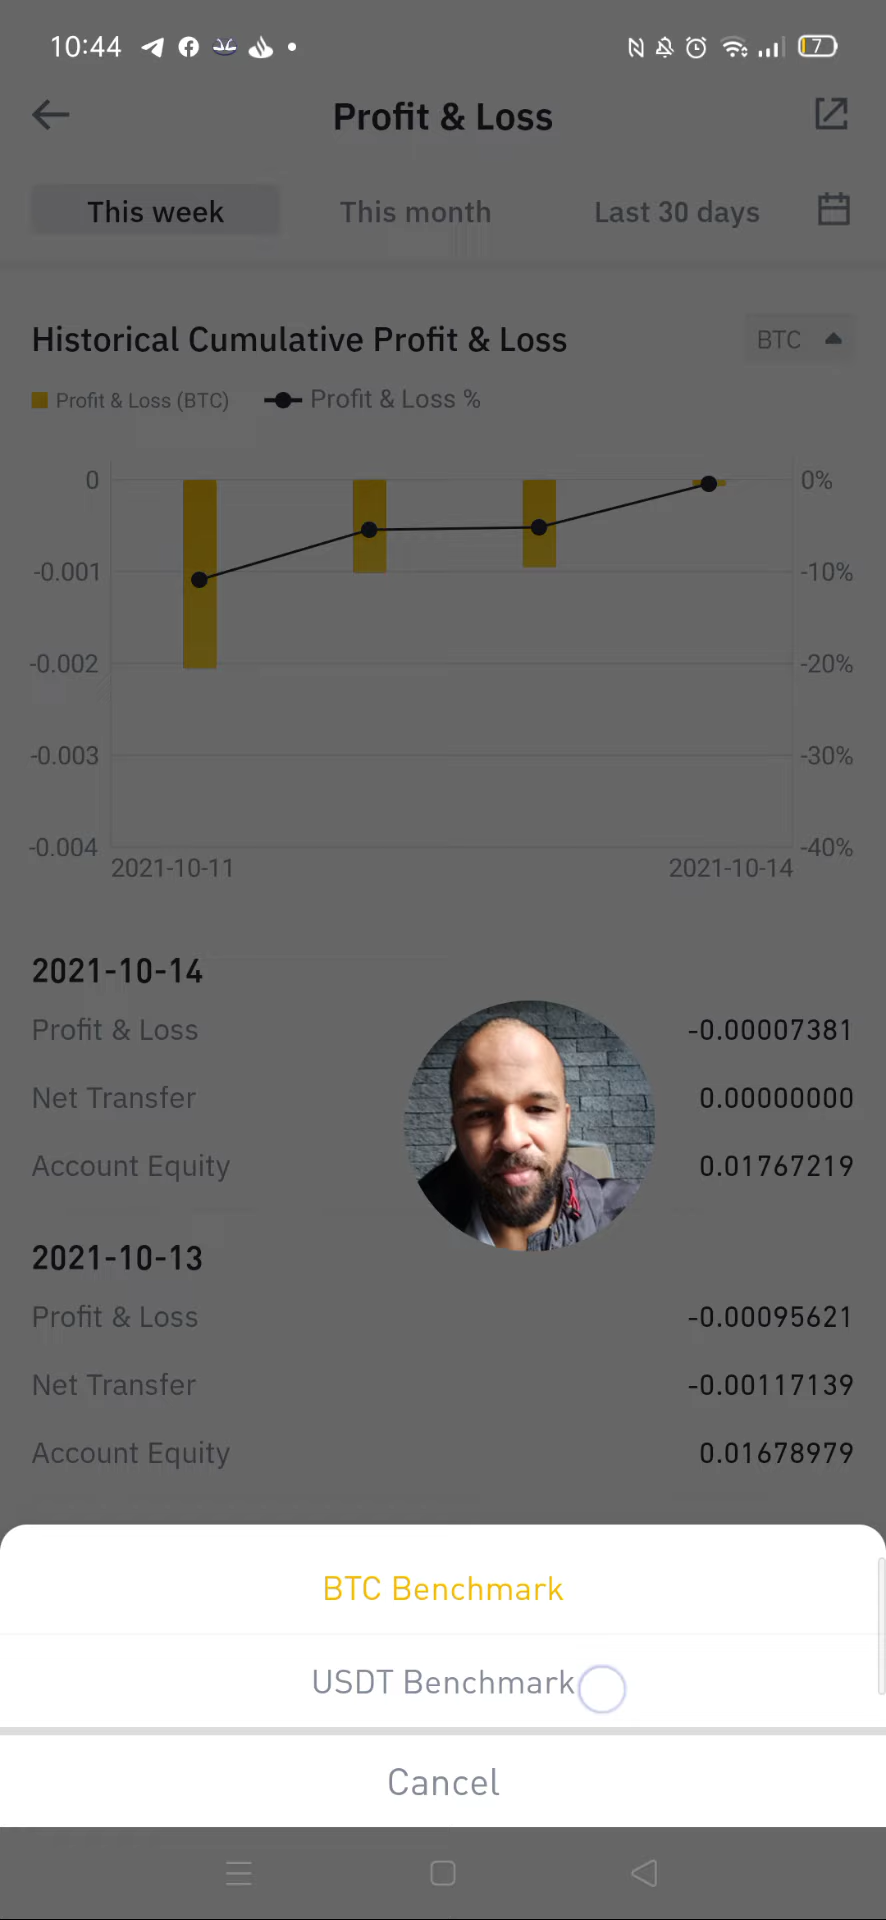 10:44
7
Profit & Loss
This week This month Last 30 days
Historical Cumulative Profit & Loss BTC
Profit & Loss (BTC) Profit & Loss %
0 0%
-0.001 -10%
-0.002 -20%
-0.003 -30%
-0.004 -40%
2021-10-11 2021-10-14
2021-10-14
Profit & Loss -0.00007381
Net Transfer 0.00000000
Account Equity 0.01767219
2021-10-13
Profit & Loss -0.00095621
Net Transfer -0.00117139
Account Equity 0.01678979
BTC Benchmark
USDT Benchmark
Cancel